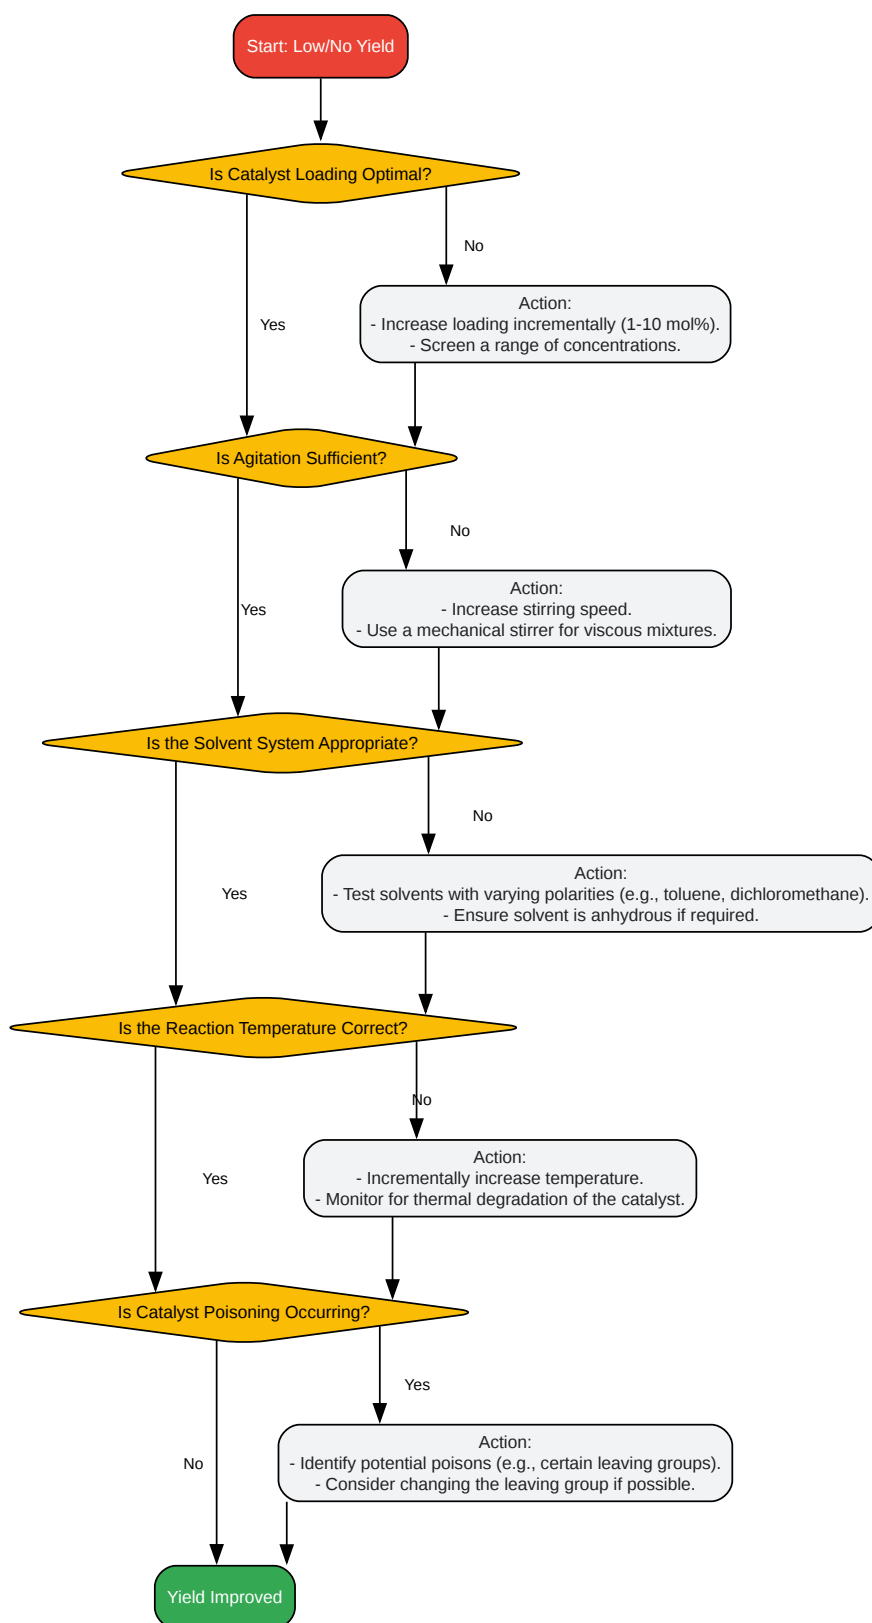 Start: Low/No Yield
Is Catalyst Loading Optimal?
No
Yes
Action:
- Increase loading incrementally (1-10 mol%).
- Screen a range of concentrations.
Is Agitation Sufficient?
No
Yes
Action:
- Increase stirring speed.
- Use a mechanical stirrer for viscous mixtures.
Is the Solvent System Appropriate?
No
Yes
Action:
- Test solvents with varying polarities (e.g., toluene, dichloromethane).
- Ensure solvent is anhydrous if required.
Is the Reaction Temperature Correct?
No
Yes
Action:
- Incrementally increase temperature.
- Monitor for thermal degradation of the catalyst.
Is Catalyst Poisoning Occurring?
Yes
No
Action:
- Identify potential poisons (e.g., certain leaving groups).
- Consider changing the leaving group if possible.
Yield Improved